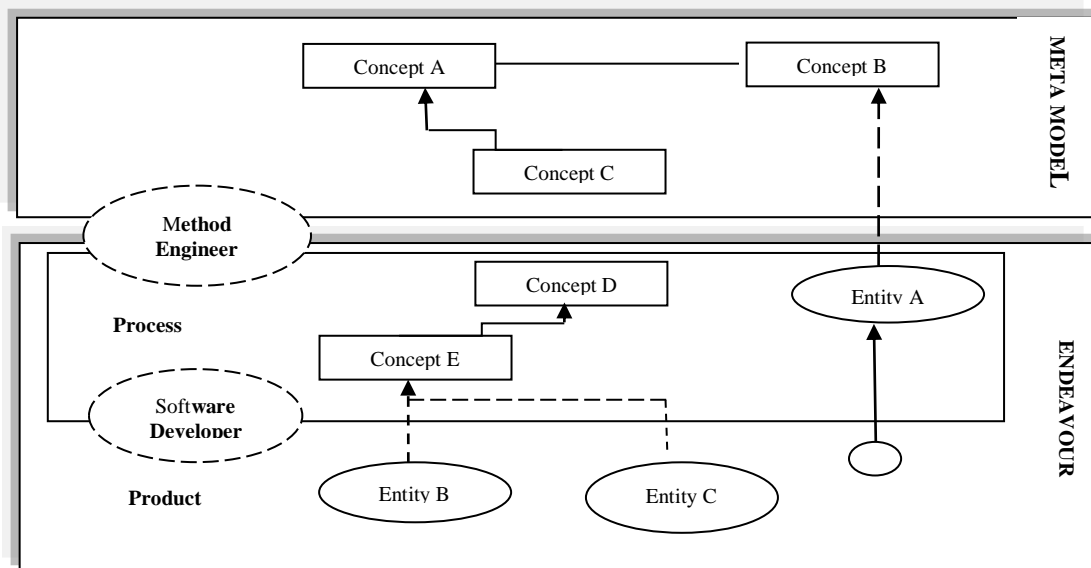 Concept A
Concept B
META MODEL
Concept C
Method
Engineer
Concept D
Entity A
Process
Concept E
ENDEAVOUR
Software
Developer
Entity B
Entity C
Product